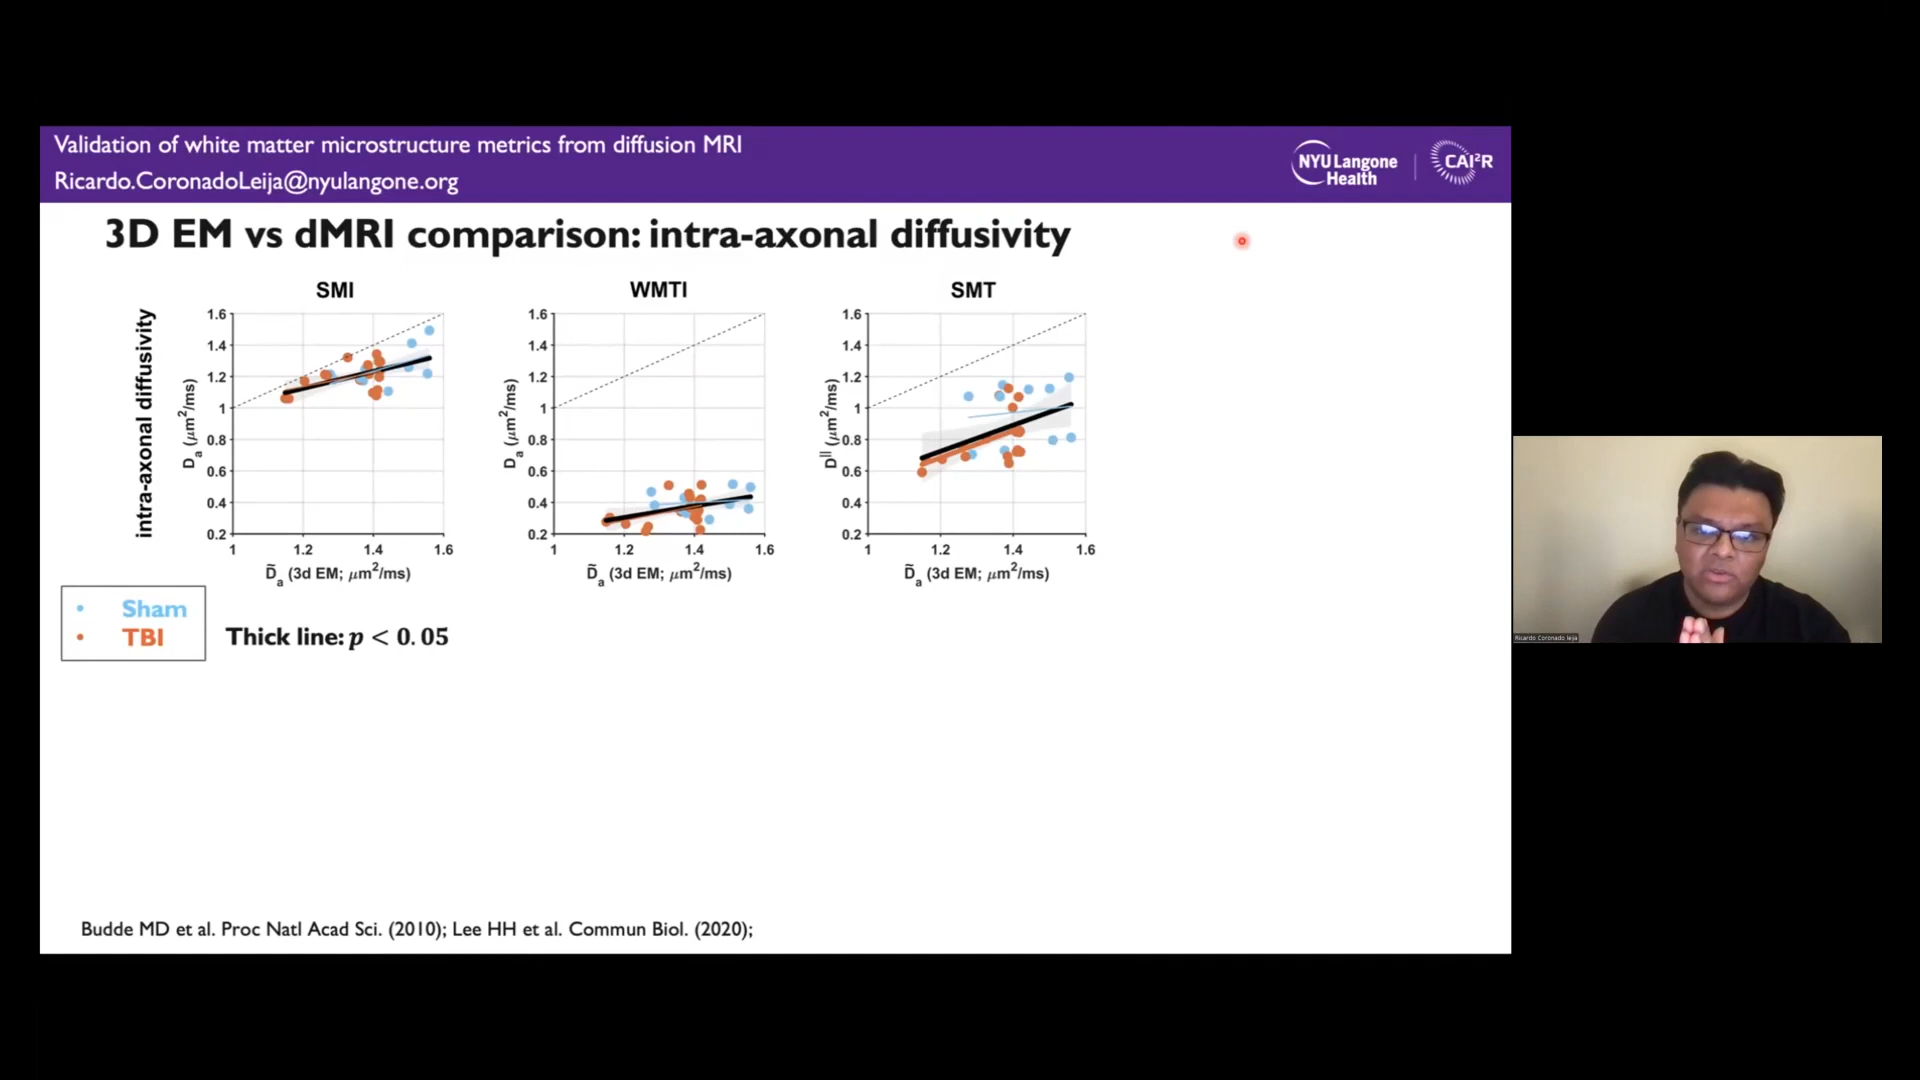 Validation of white matter microstructure metrics from diffusion MRI
Ricardo.CoronadoLeija@nyulangone.org
NYU Langone
Health
CAI²R
3D EM vs dMRI comparison: intra-axonal diffusivity
intra-axonal diffusivity
SMI
Dₐ (μm²/ms)
1.6
1.4
1.2
1
0.8
0.6
0.4
0.2
1 1.2 1.4 1.6
D̃ₐ (3d EM; μm²/ms)
WMTI
Dₐ (μm²/ms)
1.6
1.4
1.2
1
0.8
0.6
0.4
0.2
1 1.2 1.4 1.6
D̃ₐ (3d EM; μm²/ms)
SMT
D|| (μm²/ms)
1.6
1.4
1.2
1
0.8
0.6
0.4
0.2
1 1.2 1.4 1.6
D̃ₐ (3d EM; μm²/ms)
Sham
TBI
Thick line: p < 0.05
Budde MD et al. Proc Natl Acad Sci. (2010); Lee HH et al. Commun Biol. (2020);
Ricardo Coronado leija